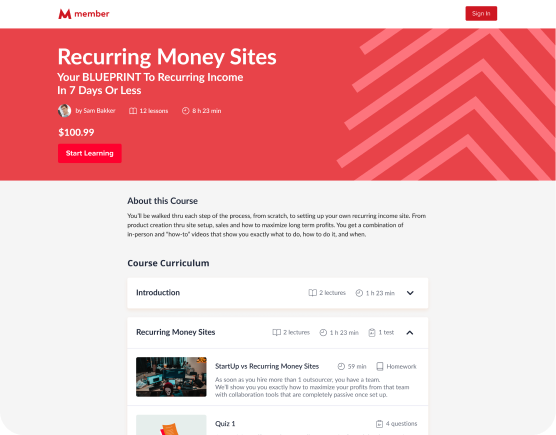 member
Sign In
Recurring Money Sites
Your BLUEPRINT To Recurring Income
In 7 Days Or Less
by Sam Bakker
12 lessons
8 h 23 min
$100.99
Start Learning
About this Course
You'll be walked thru each step of the process, from scratch, to setting up your own recurring income site. From
product creation thru site setup, sales and how to maximize long term profits. You get a combination of
in-person and "how-to" videos that show you exactly what to do, how to do it, and when.
Course Curriculum
Introduction
2 lectures
1 h 23 min
Recurring Money Sites
2 lectures
1 h 23 min
1 test
StartUp vs Recurring Money Sites
59 min
Homework
As soon as you hire more than 1 outsourcer, you have a team.
We'll show you exactly how to maximize your profits from that team
with collaboration tools that are completely passive once set up.
Quiz 1
4 questions